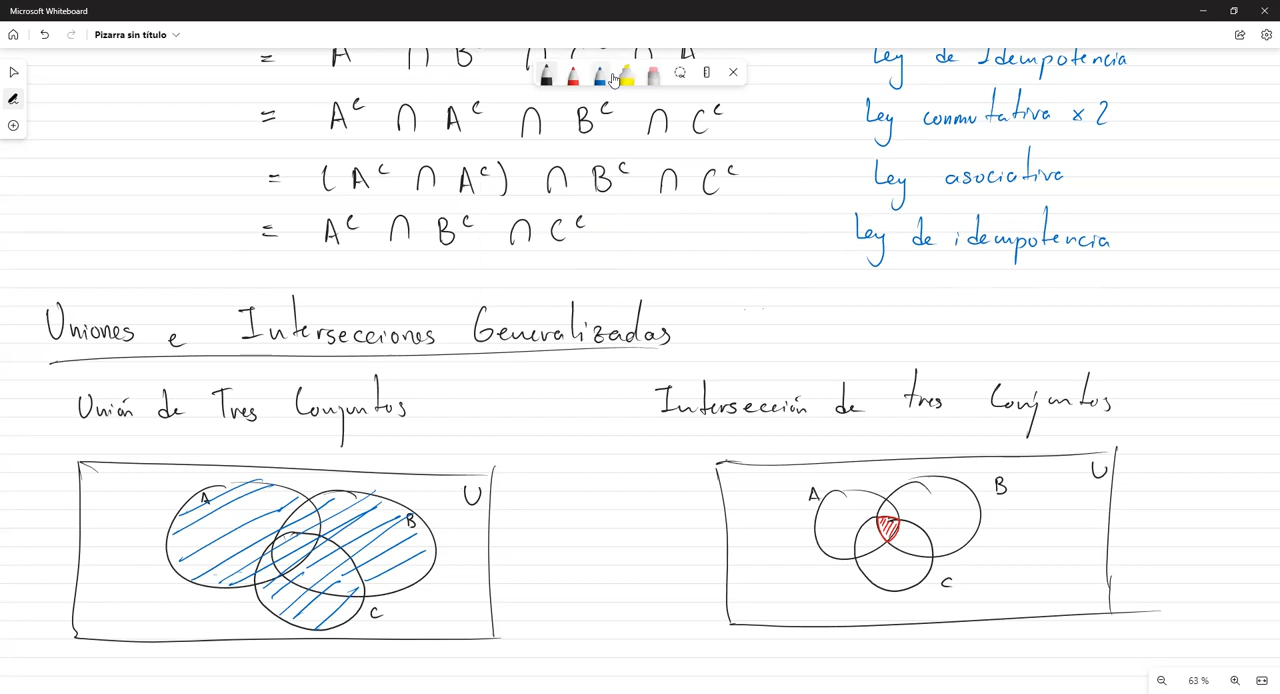 Microsoft Whiteboard
Pizarra sin título
= A ∩ B ∩ A Ley de Idempotencia
= Aᶜ ∩ Aᶜ ∩ Bᶜ ∩ Cᶜ Ley conmutativa x 2
= (Aᶜ ∩ Aᶜ) ∩ Bᶜ ∩ Cᶜ Ley asociativa
= Aᶜ ∩ Bᶜ ∩ Cᶜ Ley de idempotencia
Uniones e Intersecciones Generalizadas
Unión de Tres Conjuntos
Intersección de tres Conjuntos
A
U
B
C
A
B
U
C
63 %